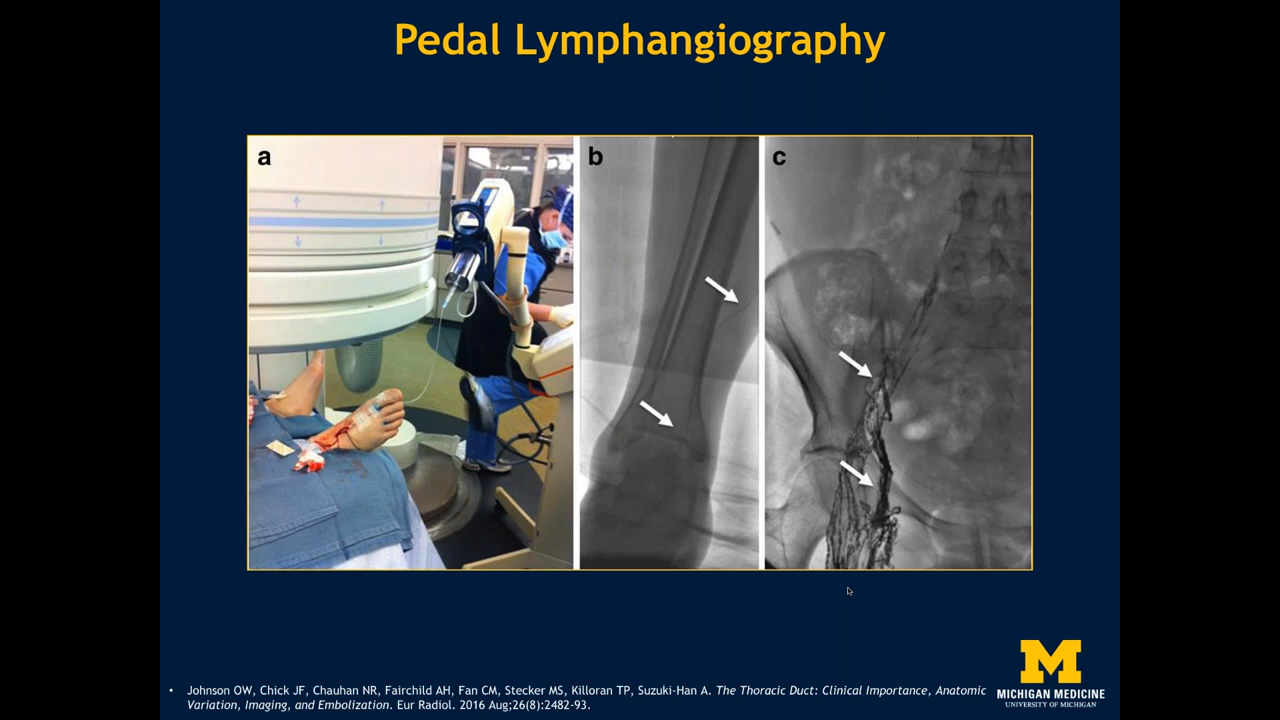 Pedal Lymphangiography
a
b
c
• Johnson OW, Chick JF, Chauhan NR, Fairchild AH, Fan CM, Stecker MS, Killoran TP, Suzuki-Han A. The Thoracic Duct: Clinical Importance, Anatomic
Variation, Imaging, and Embolization. Eur Radiol. 2016 Aug;26(8):2482-93.
M
MICHIGAN MEDICINE
UNIVERSITY OF MICHIGAN